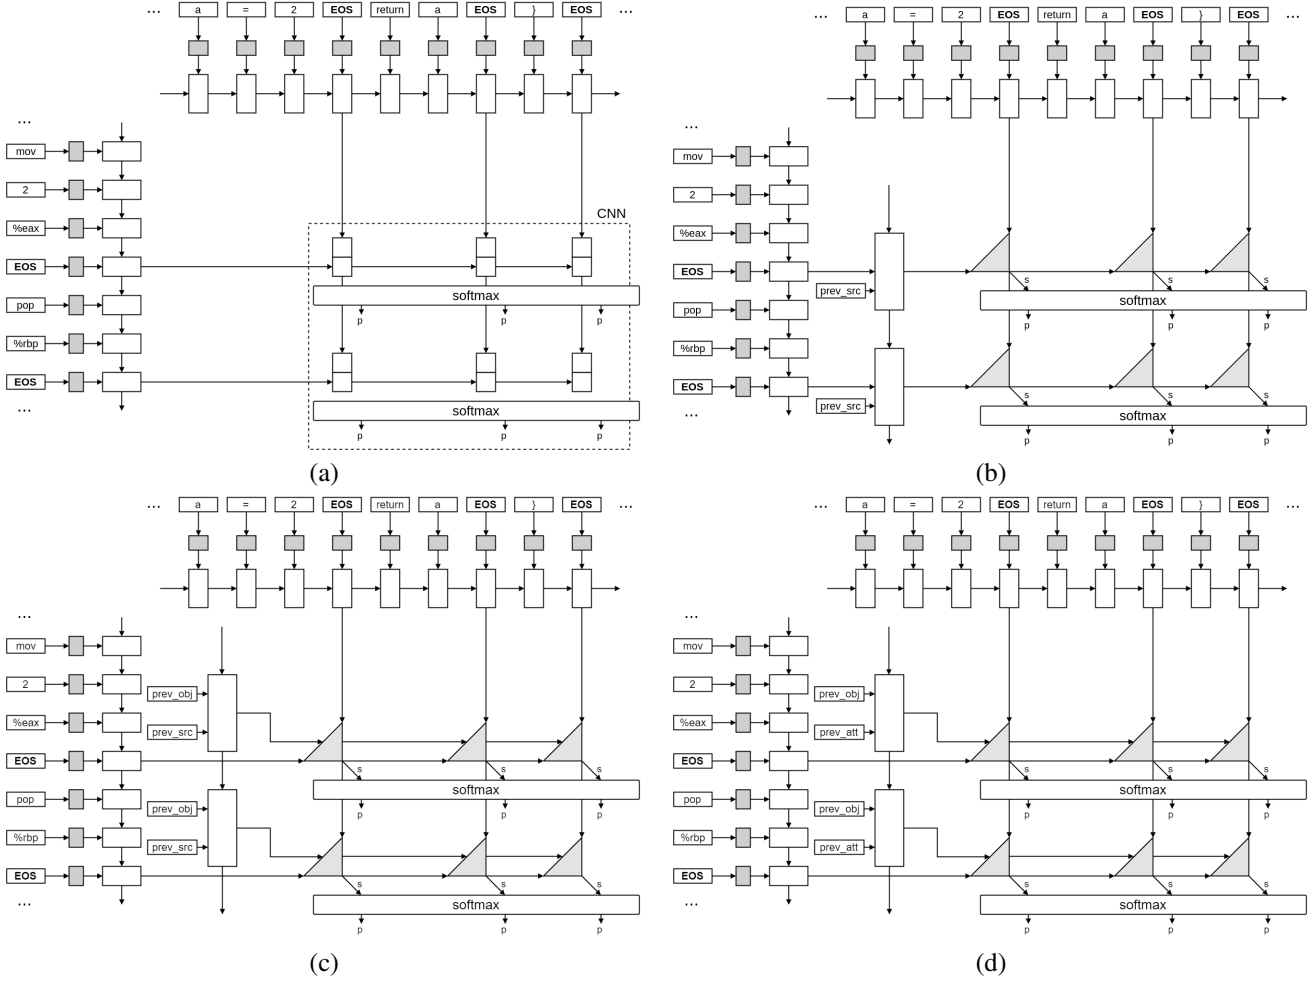 ... a = 2 EOS return a EOS } EOS ...
...
mov
2
%eax
CNN
EOS
softmax
pop
p p p
%rbp
EOS
softmax
...
p p p
(a)
... a = 2 EOS return a EOS } EOS ...
...
mov
2
%eax
EOS
s s s
prev_src
softmax
pop
p p p
%rbp
EOS
s s s
prev_src
softmax
...
p p p
(b)
... a = 2 EOS return a EOS } EOS ...
...
mov
2 prev_obj
%eax prev_src
EOS
s s s
softmax
pop prev_obj
p p p
%rbp prev_src
EOS
s s s
softmax
...
p p p
(c)
... a = 2 EOS return a EOS } EOS ...
...
mov
2 prev_obj
%eax prev_att
EOS
s s s
softmax
pop prev_obj
p p p
%rbp prev_att
EOS
s s s
softmax
...
p p p
(d)